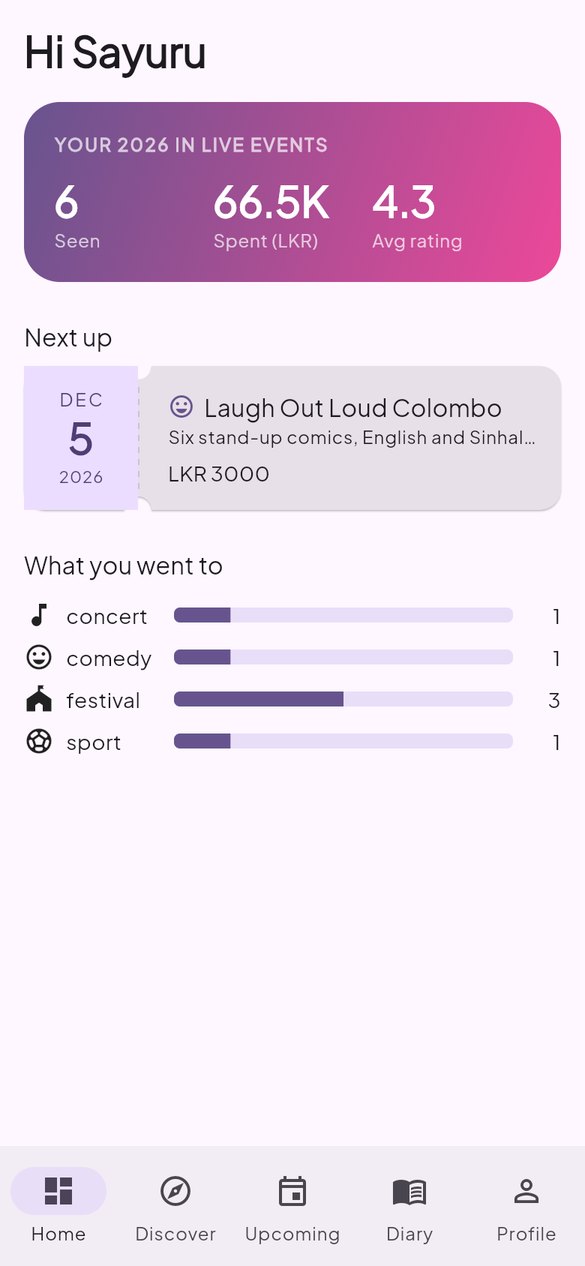 Hi Sayuru
YOUR 2026 IN LIVE EVENTS
6 66.5K 4.3
Seen Spent (LKR) Avg rating
Next up
DEC
5
2026
Laugh Out Loud Colombo
Six stand-up comics, English and Sinhal...
LKR 3000
What you went to
concert 1
comedy 1
festival 3
sport 1
Home Discover Upcoming Diary Profile